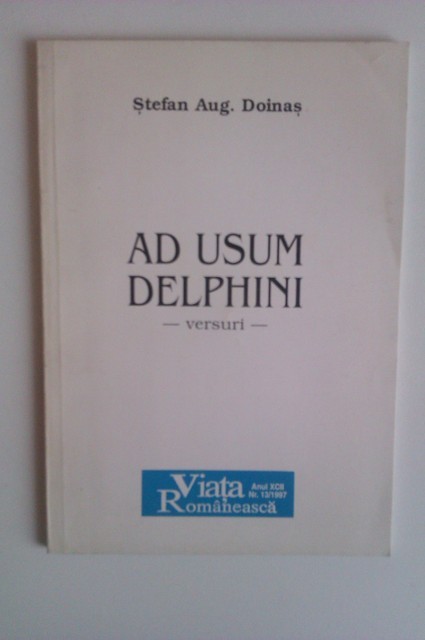 Ștefan Aug. Doinaș
AD USUM
DELPHINI
— versuri —
Viața
Românească
Anul XCII
Nr. 13/1997